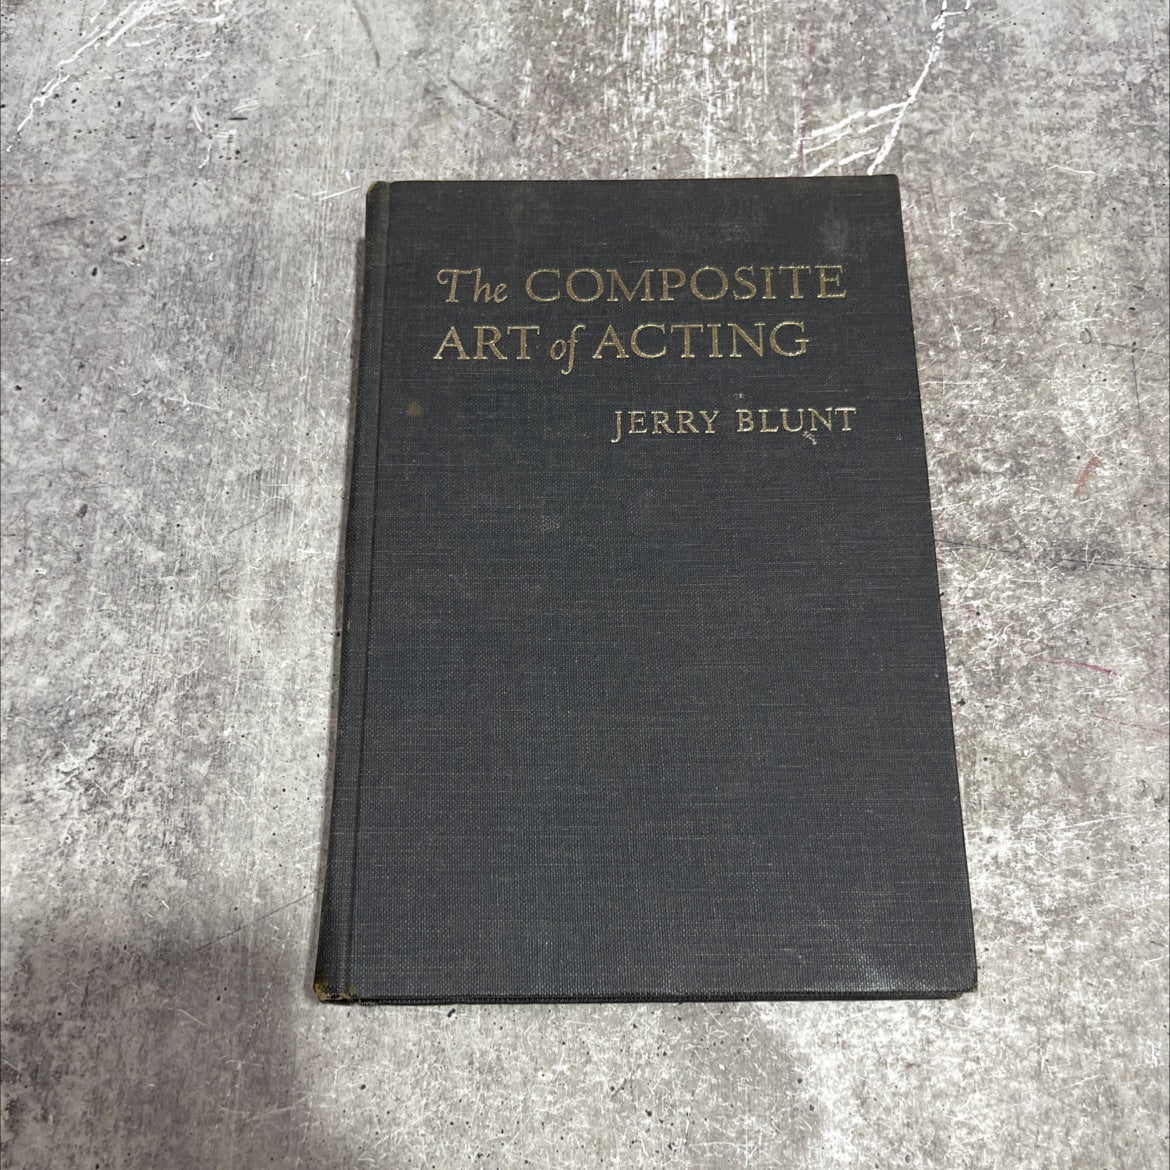 The COMPOSITE
ART of ACTING
JERRY BLUNT